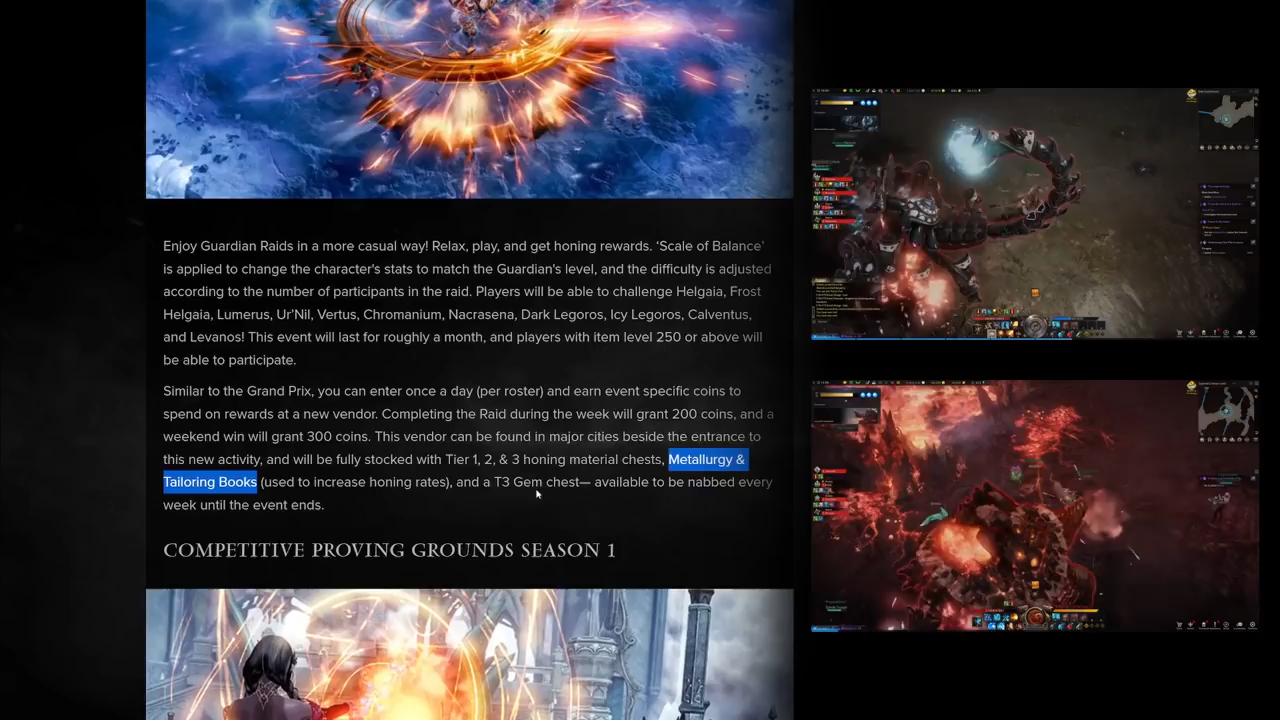 Enjoy Guardian Raids in a more casual way! Relax, play, and get honing rewards. ‘Scale of Balance’
is applied to change the character's stats to match the Guardian's level, and the difficulty is adjusted
according to the number of participants in the raid. Players will be able to challenge Helgaia, Frost
Helgaia, Lumerus, Ur'Nil, Vertus, Chromanium, Nacrasena, Dark Legoros, Icy Legoros, Calventus,
and Levanos! This event will last for roughly a month, and players with item level 250 or above will
be able to participate.
Similar to the Grand Prix, you can enter once a day (per roster) and earn event specific coins to
spend on rewards at a new vendor. Completing the Raid during the week will grant 200 coins, and a
weekend win will grant 300 coins. This vendor can be found in major cities beside the entrance to
this new activity, and will be fully stocked with Tier 1, 2, & 3 honing material chests, Metallurgy &
Tailoring Books (used to increase honing rates), and a T3 Gem chest— available to be nabbed every
week until the event ends.
COMPETITIVE PROVING GROUNDS SEASON 1